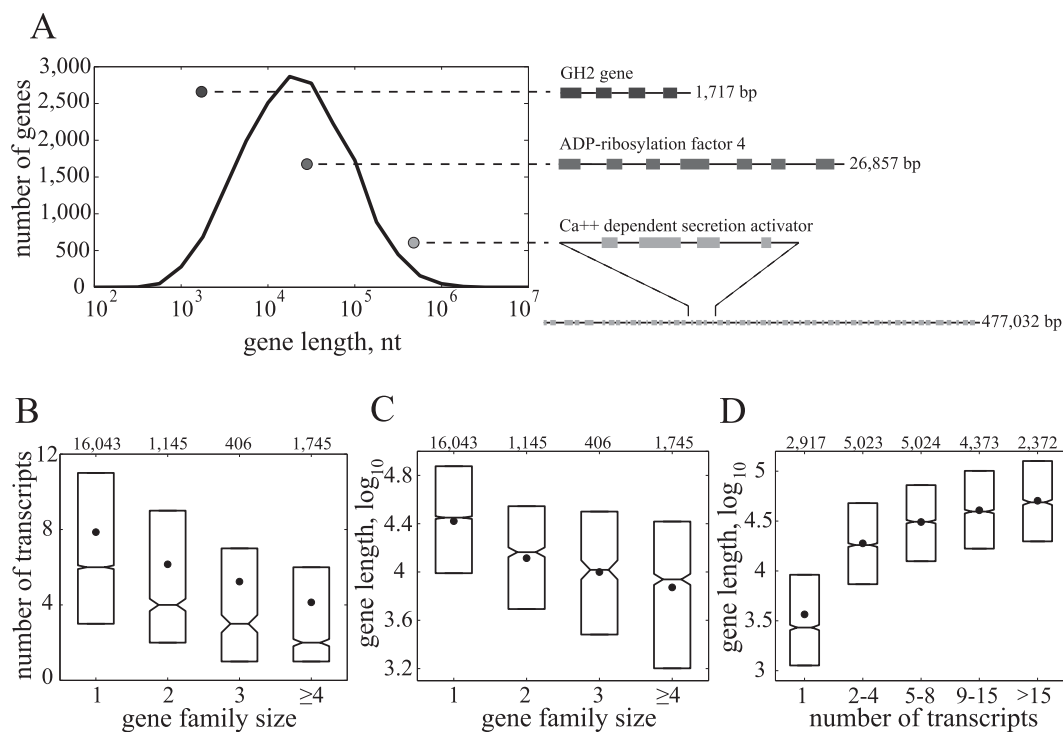 A
number of genes
3,000
2,500
2,000
1,500
1,000
500
0
10^2 10^3 10^4 10^5 10^6 10^7
gene length, nt
GH2 gene
1,717 bp
ADP-ribosylation factor 4
26,857 bp
Ca++ dependent secretion activator
477,032 bp
B
16,043 1,145 406 1,745
number of transcripts
12
8
4
0
1 2 3 ≥4
gene family size
C
16,043 1,145 406 1,745
gene length, log10
4.8
4.4
4
3.6
3.2
1 2 3 ≥4
gene family size
D
2,917 5,023 5,024 4,373 2,372
gene length, log10
5
4.5
4
3.5
3
1 2-4 5-8 9-15 >15
number of transcripts